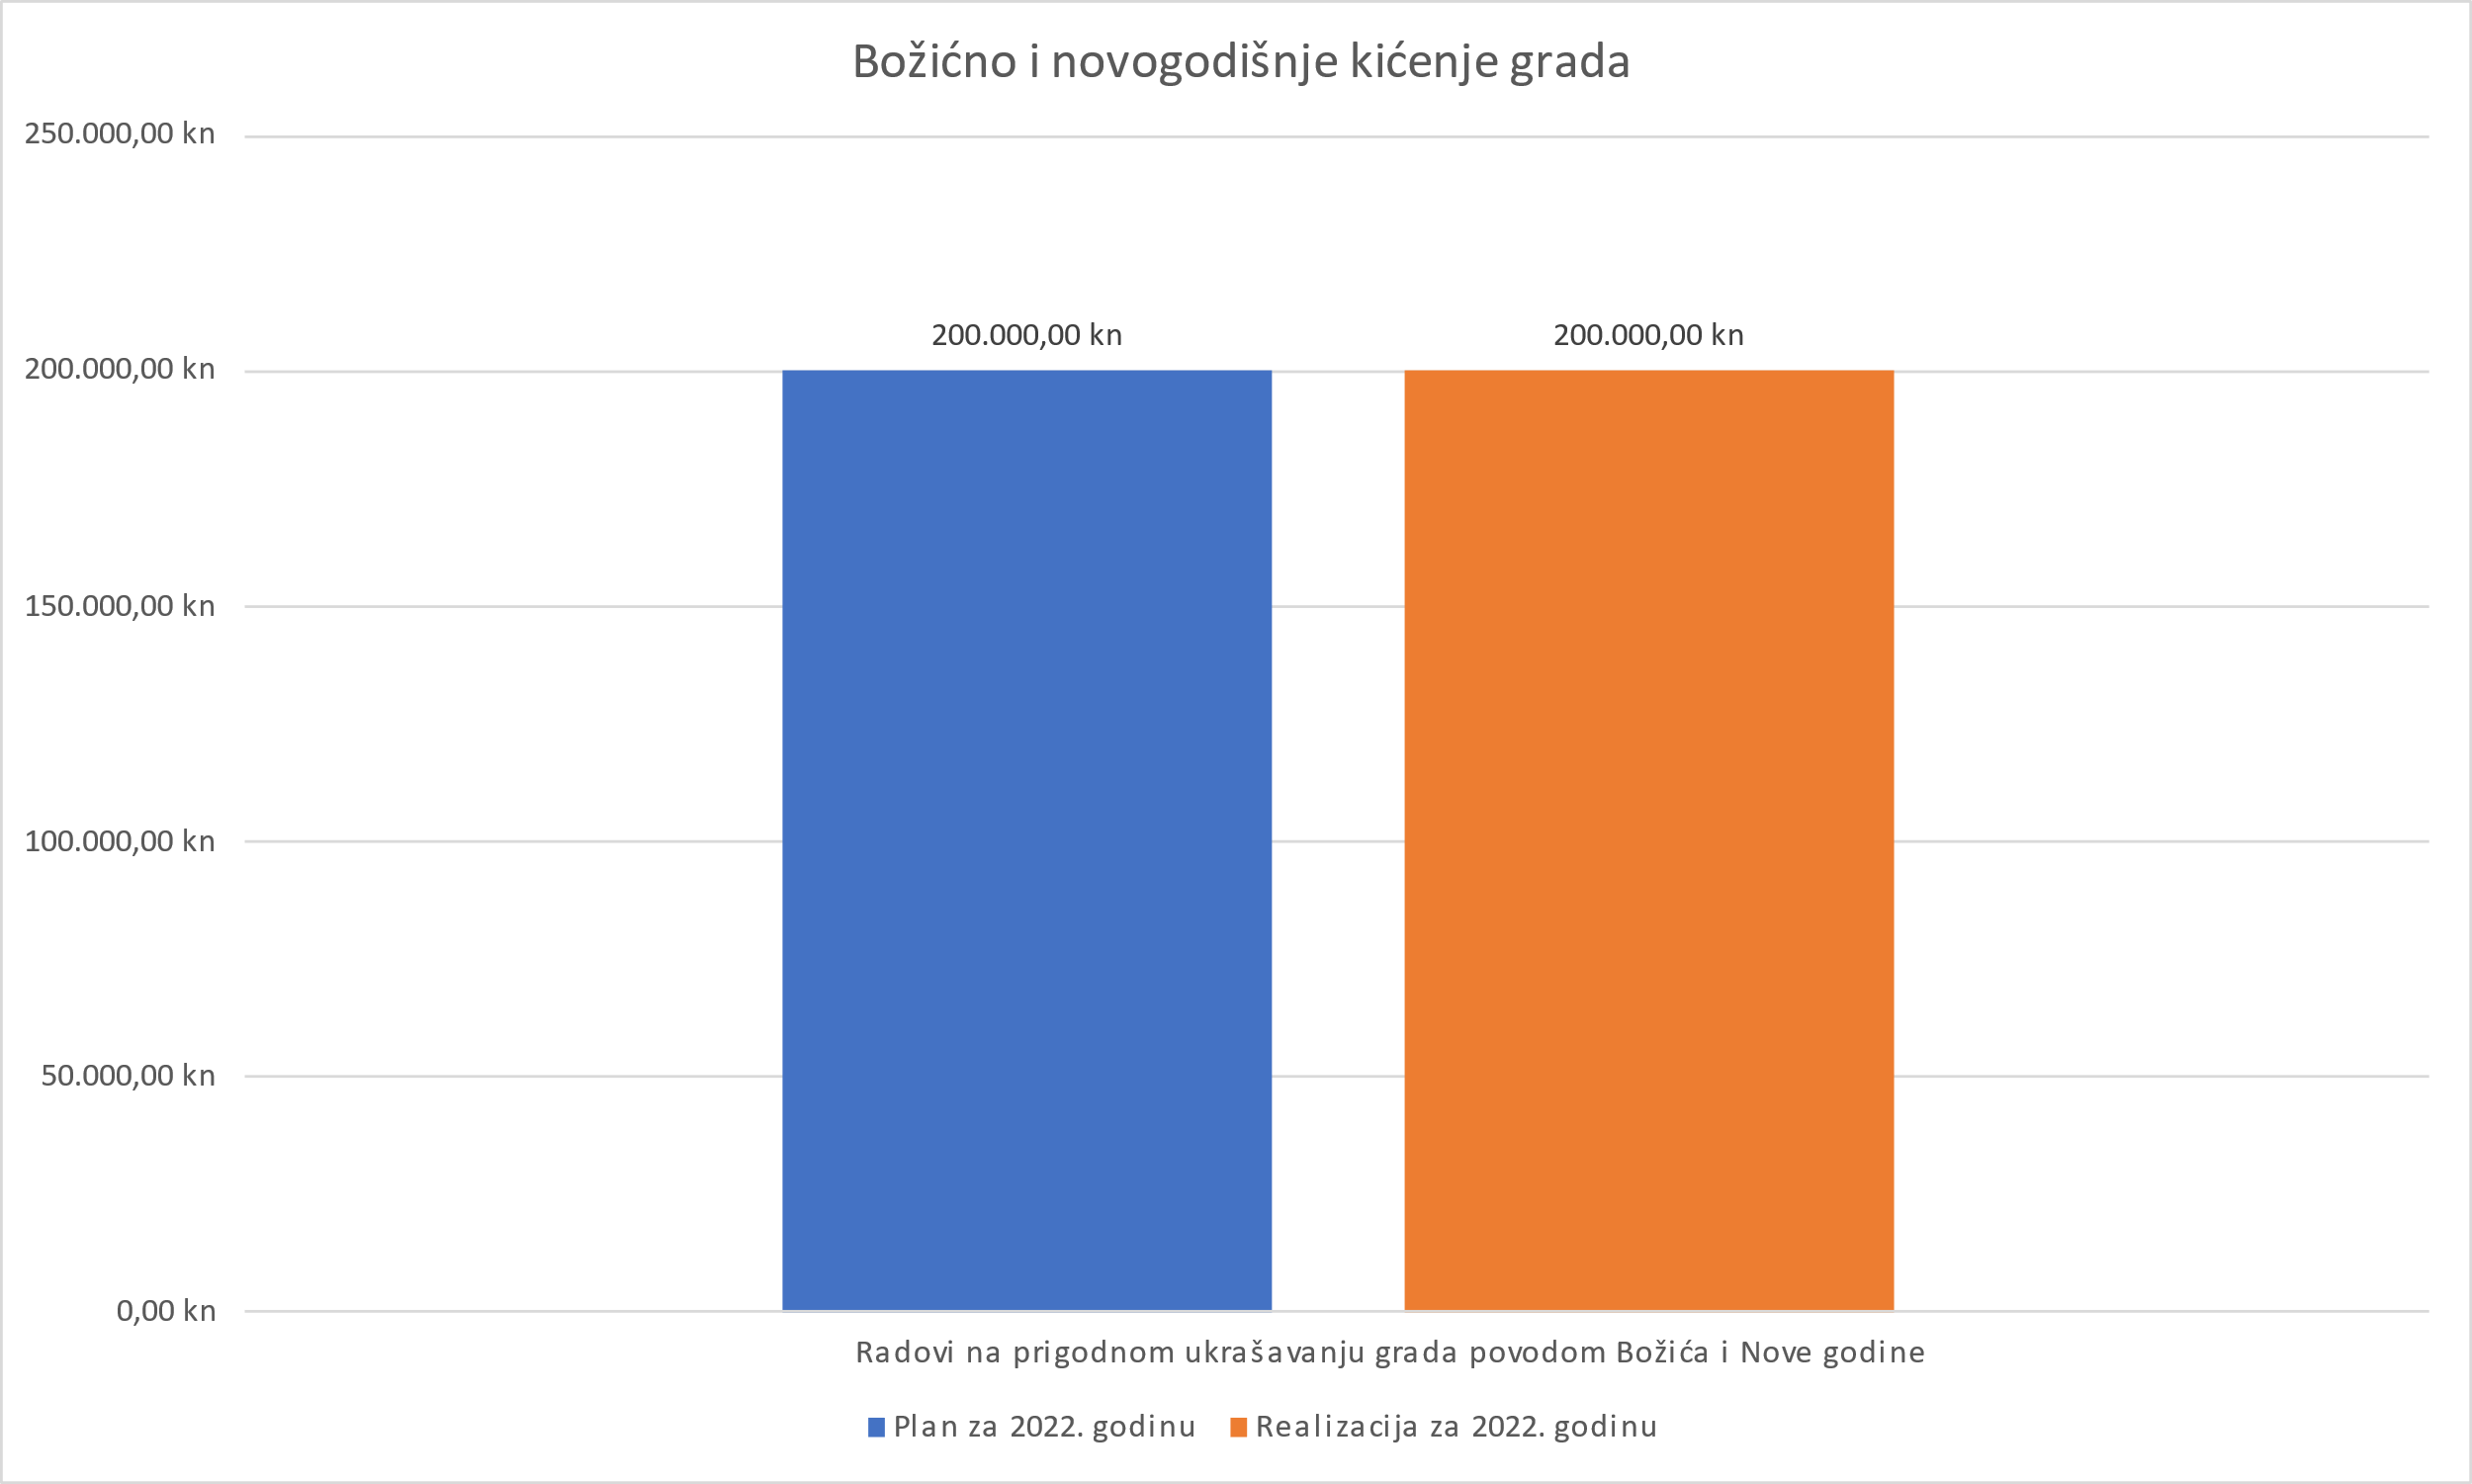 Božićno i novogodišnje kićenje grada
250.000,00 kn
200.000,00 kn 200.000,00 kn
200.000,00 kn
150.000,00 kn
100.000,00 kn
50.000,00 kn
0,00 kn
Radovi na prigodnom ukrašavanju grada povodom Božića i Nove godine
Plan za 2022. godinu Realizacija za 2022. godinu